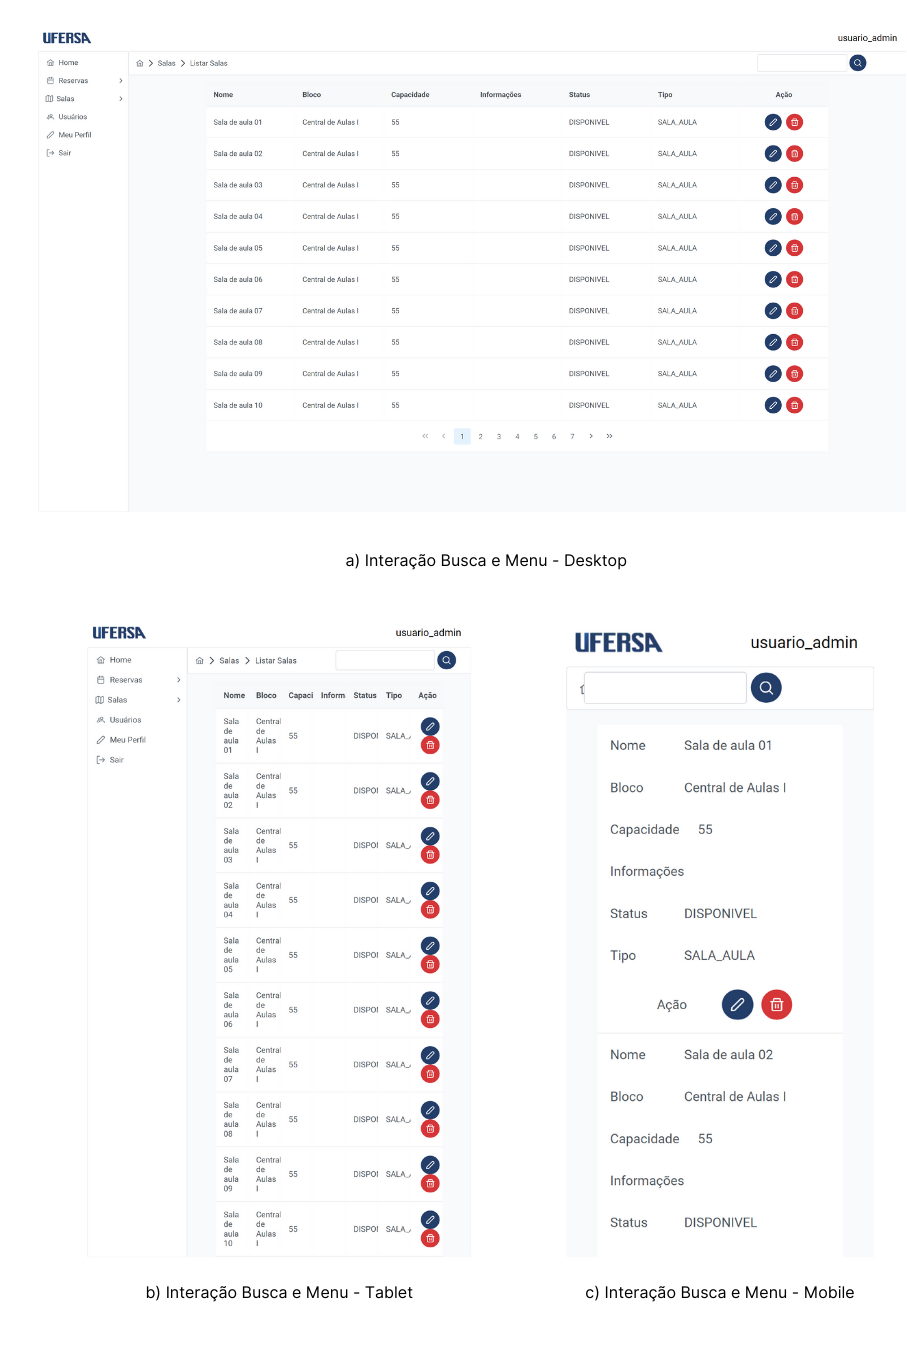 UFERSA
usuario_admin
Home
Salas
Listar Salas
Reservas
Salas
Usuários
Meu Perfil
Sair
Nome Bloco Capacidade Informações Status Tipo Ação
Sala de aula 01 Central de Aulas I 55 DISPONIVEL SALA_AULA
Sala de aula 02 Central de Aulas I 55 DISPONIVEL SALA_AULA
Sala de aula 03 Central de Aulas I 55 DISPONIVEL SALA_AULA
Sala de aula 04 Central de Aulas I 55 DISPONIVEL SALA_AULA
Sala de aula 05 Central de Aulas I 55 DISPONIVEL SALA_AULA
Sala de aula 06 Central de Aulas I 55 DISPONIVEL SALA_AULA
Sala de aula 07 Central de Aulas I 55 DISPONIVEL SALA_AULA
Sala de aula 08 Central de Aulas I 55 DISPONIVEL SALA_AULA
Sala de aula 09 Central de Aulas I 55 DISPONIVEL SALA_AULA
Sala de aula 10 Central de Aulas I 55 DISPONIVEL SALA_AULA
1 2 3 4 5 6 7
a) Interação Busca e Menu - Desktop
UFERSA
usuario_admin
Home
Salas
Listar Salas
Reservas
Salas
Usuários
Meu Perfil
Sair
Nome Bloco Capaci Inform Status Tipo Ação
Sala de aula 01 Central de Aulas I 55 DISPOI SALA_
Sala de aula 02 Central de Aulas I 55 DISPOI SALA_
Sala de aula 03 Central de Aulas I 55 DISPOI SALA_
Sala de aula 04 Central de Aulas I 55 DISPOI SALA_
Sala de aula 05 Central de Aulas I 55 DISPOI SALA_
Sala de aula 06 Central de Aulas I 55 DISPOI SALA_
Sala de aula 07 Central de Aulas I 55 DISPOI SALA_
Sala de aula 08 Central de Aulas I 55 DISPOI SALA_
Sala de aula 09 Central de Aulas I 55 DISPOI SALA_
Sala de aula 10 Central de Aulas I 55 DISPOI SALA_
b) Interação Busca e Menu - Tablet
UFERSA
usuario_admin
Nome Sala de aula 01
Bloco Central de Aulas I
Capacidade 55
Informações
Status DISPONIVEL
Tipo SALA_AULA
Ação
Nome Sala de aula 02
Bloco Central de Aulas I
Capacidade 55
Informações
Status DISPONIVEL
c) Interação Busca e Menu - Mobile